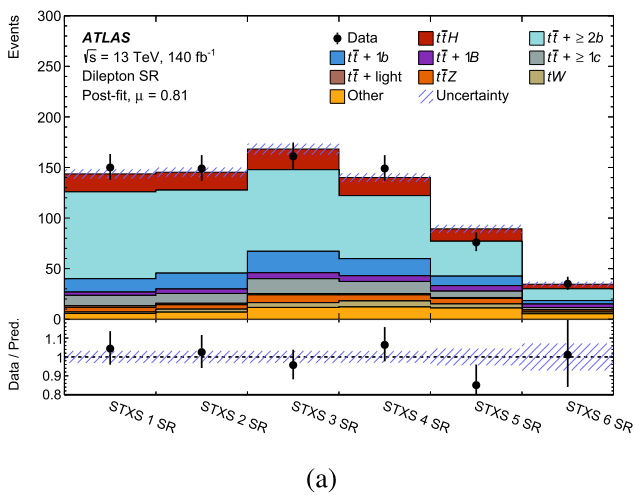 Events
300
250
200
150
100
50
0
ATLAS
√s = 13 TeV, 140 fb⁻¹
Dilepton SR
Post-fit, μ = 0.81
Data
tt̄H
tt̄ + ≥ 2b
tt̄ + 1b
tt̄ + 1B
tt̄ + ≥ 1c
tt̄ + light
tt̄Z
tW
Other
Uncertainty
Data / Pred.
1.1
1
0.9
0.8
STXS 1 SR
STXS 2 SR
STXS 3 SR
STXS 4 SR
STXS 5 SR
STXS 6 SR
(a)